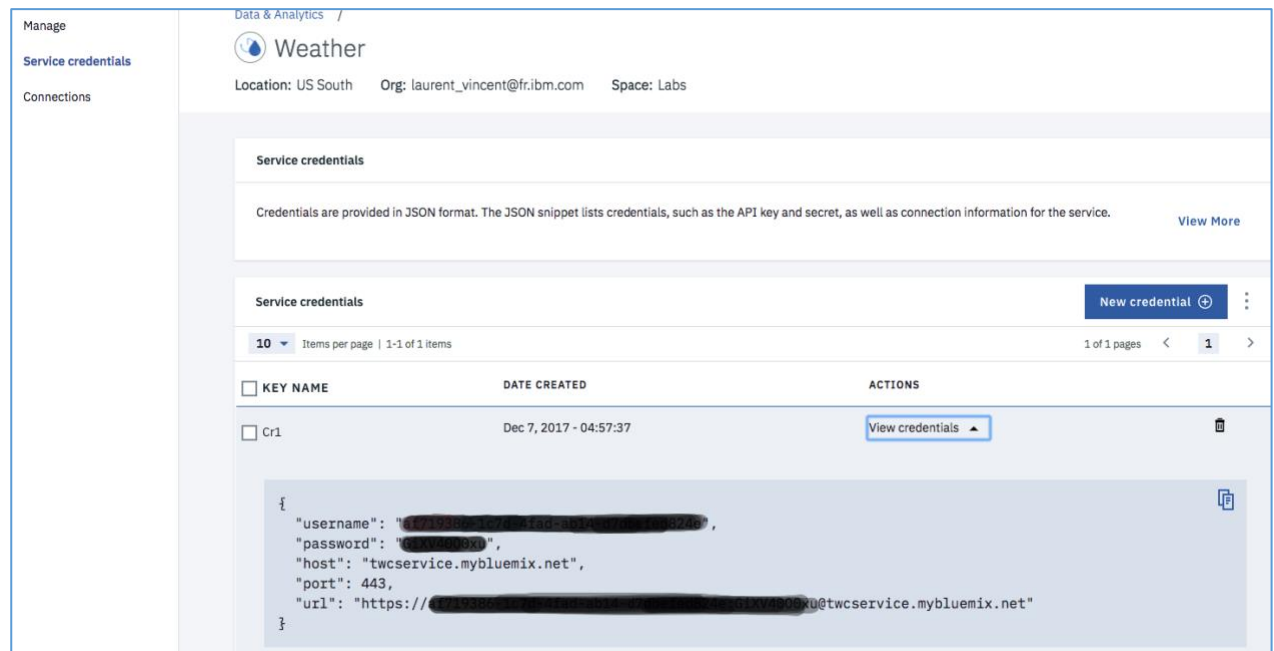 Manage
Service credentials
Connections
Data & Analytics /
Weather
Location: US South Org: laurent_vincent@fr.ibm.com Space: Labs
Service credentials
Credentials are provided in JSON format. The JSON snippet lists credentials, such as the API key and secret, as well as connection information for the service.
View More
Service credentials
New credential
10 Items per page | 1-1 of 1 items
1 of 1 pages < 1 >
KEY NAME DATE CREATED ACTIONS
Cr1 Dec 7, 2017 - 04:57:37 View credentials
{
"username": "",
"password": "",
"host": "twcservice.mybluemix.net",
"port": 443,
"url": "https://@twcservice.mybluemix.net"
}